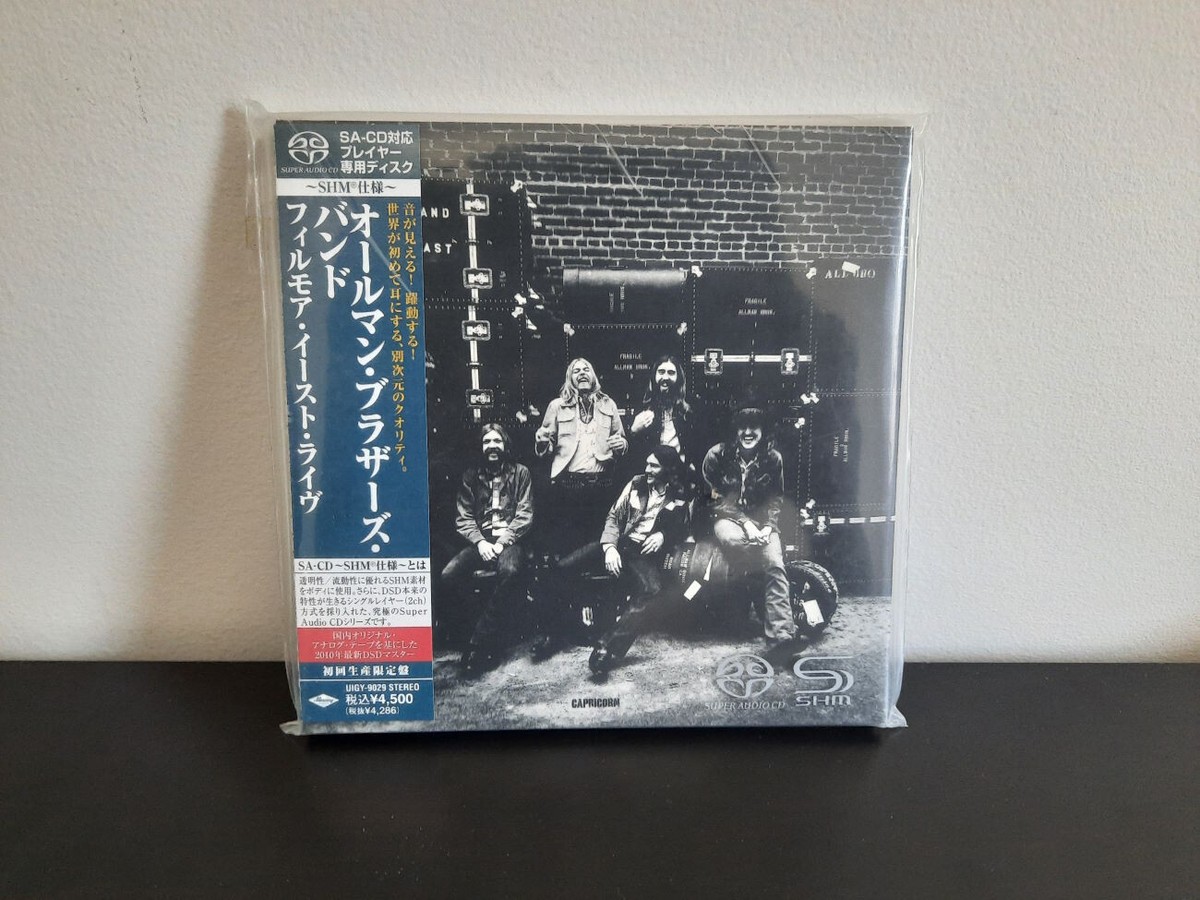 SUPER AUDIO CD
SA-CD対応
プレイヤー
専用ディスク
～SHM®仕様～
音が見える！ 躍動する！
世界が初めて耳にする、別次元のクオリティ。
オールマン・ブラザーズ・
バンド
フィルモア・イースト・ライヴ
SA-CD～SHM®仕様～とは
透明性／流動性に優れるSHM素材
をボディに使用。さらに、DSD本来の
特性が生きるシングルレイヤー(2ch)
方式を採り入れた、究極のSuper
Audio CDシリーズです。
国内オリジナル・
アナログ・テープを基にした
2010年最新DSDマスター
初回生産限定盤
UIGY-9029 STEREO
税込¥4,500
(税抜¥4,286)
AND
AST
FRAGILE
ALLMAN BROS.
FRAGILE
ALLMAN BROS.
CAPRICORN
SUPER AUDIO CD
SHM